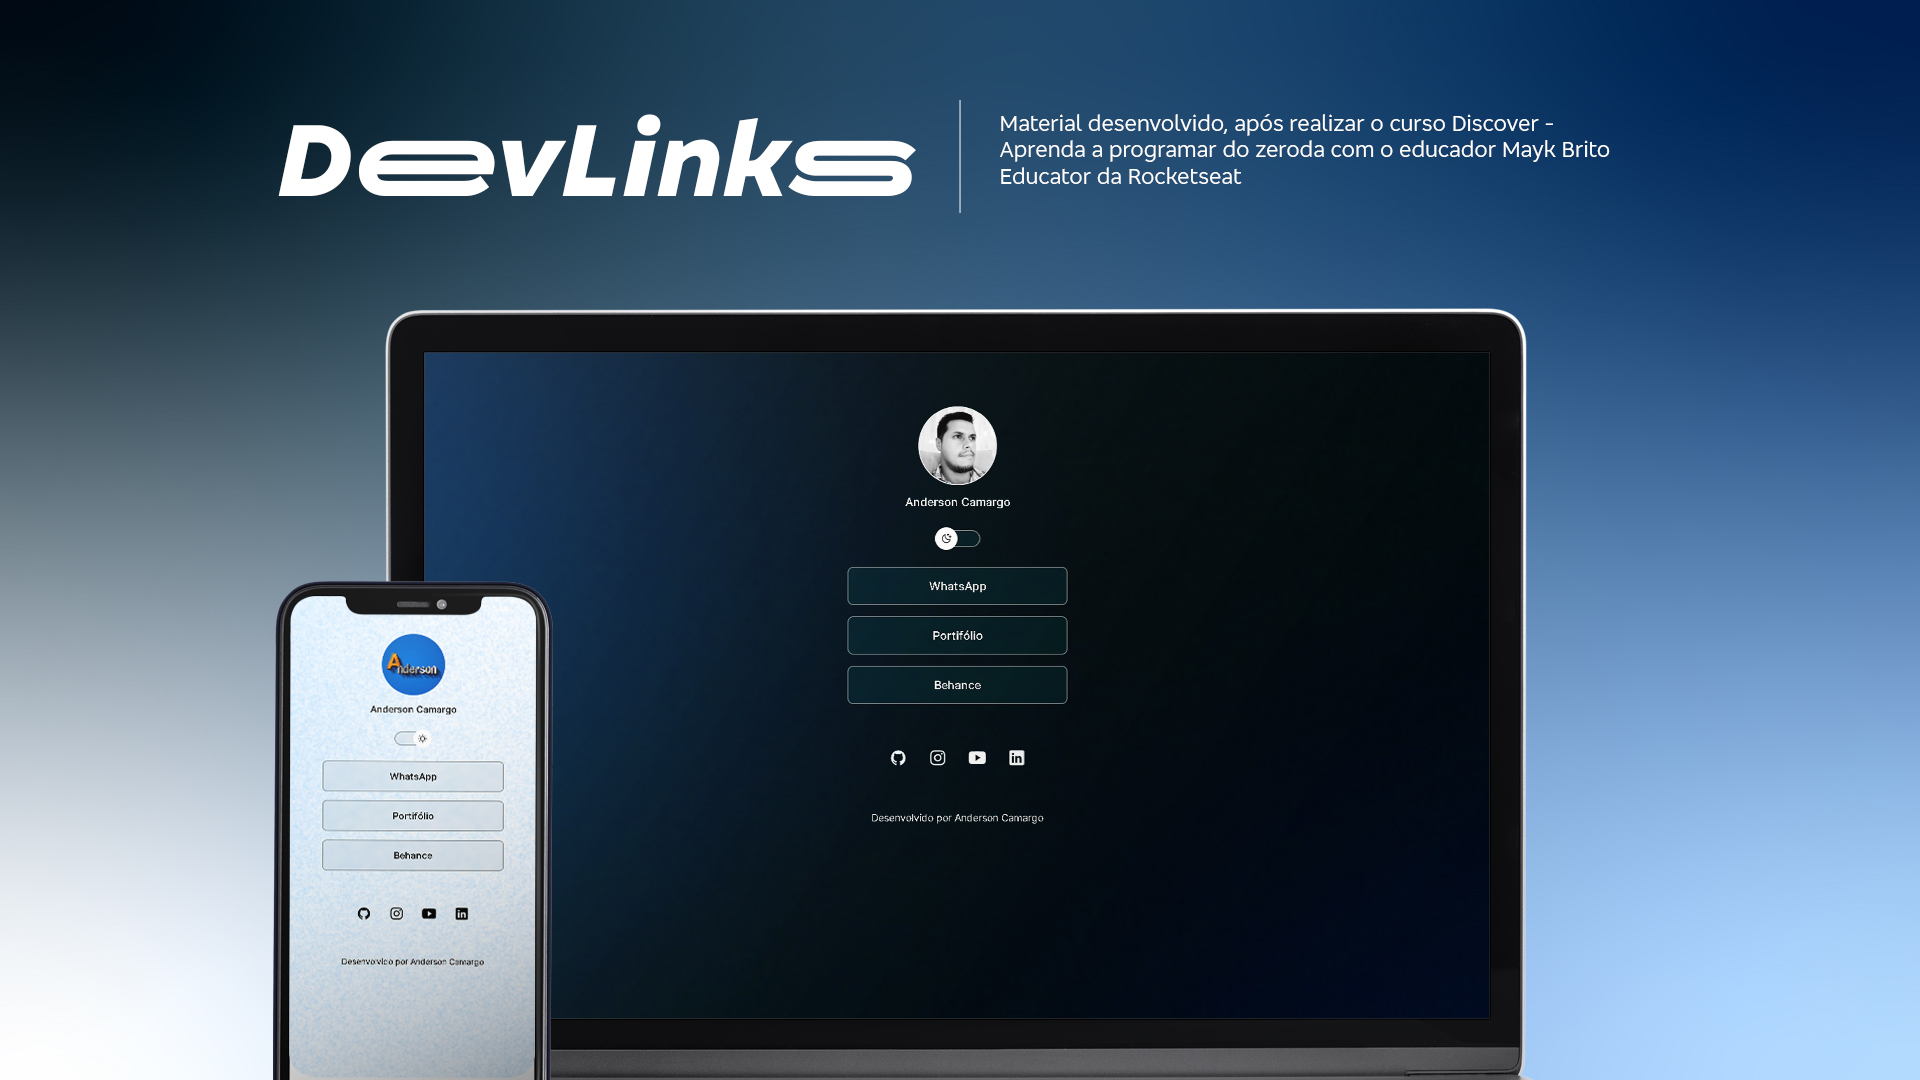 DevLinks
Material desenvolvido, após realizar o curso Discover -
Aprenda a programar do zeroda com o educador Mayk Brito
Educator da Rocketseat
Anderson Camargo
WhatsApp
Portifólio
Behance
Desenvolvido por Anderson Camargo
Anderson
Anderson Camargo
WhatsApp
Portifólio
Behance
Desenvolvido por Anderson Camargo